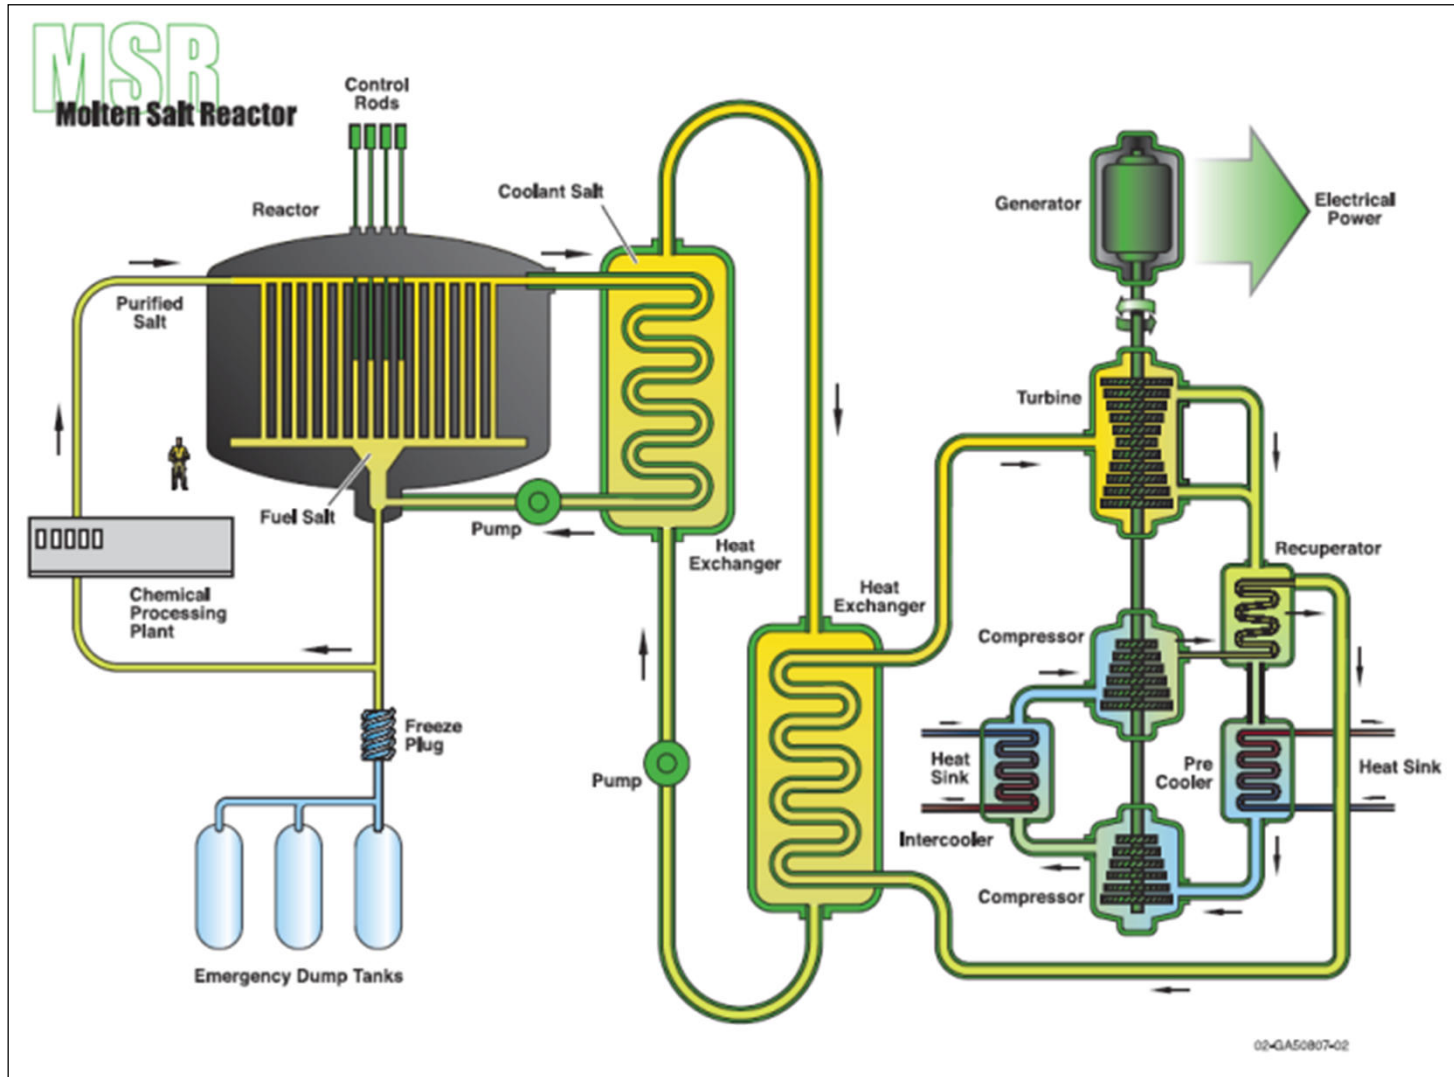 MSR
Molten Salt Reactor
Control
Rods
Reactor
Coolant Salt
Purified
Salt
Fuel Salt
Pump
Heat
Exchanger
Chemical
Processing
Plant
Freeze
Plug
Emergency Dump Tanks
Pump
Heat
Exchanger
Generator
Electrical
Power
Turbine
Recuperator
Compressor
Heat
Sink
Pre
Cooler
Heat Sink
Intercooler
Compressor
02-GA50807-02